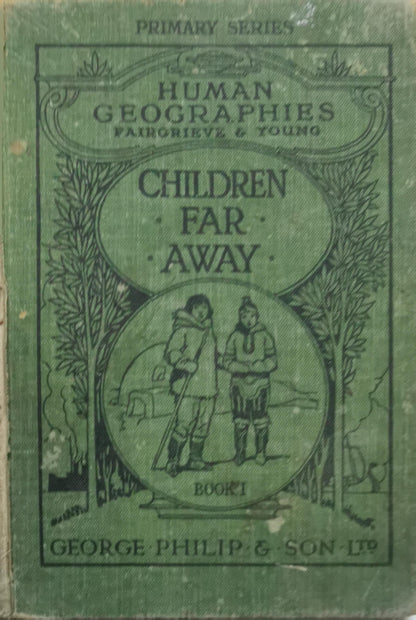 PRIMARY SERIES
HUMAN
GEOGRAPHIES
FAIRGRIEVE & YOUNG
CHILDREN
· FAR ·
· AWAY ·
BOOK I
GEORGE · PHILIP · & · SON · LTD